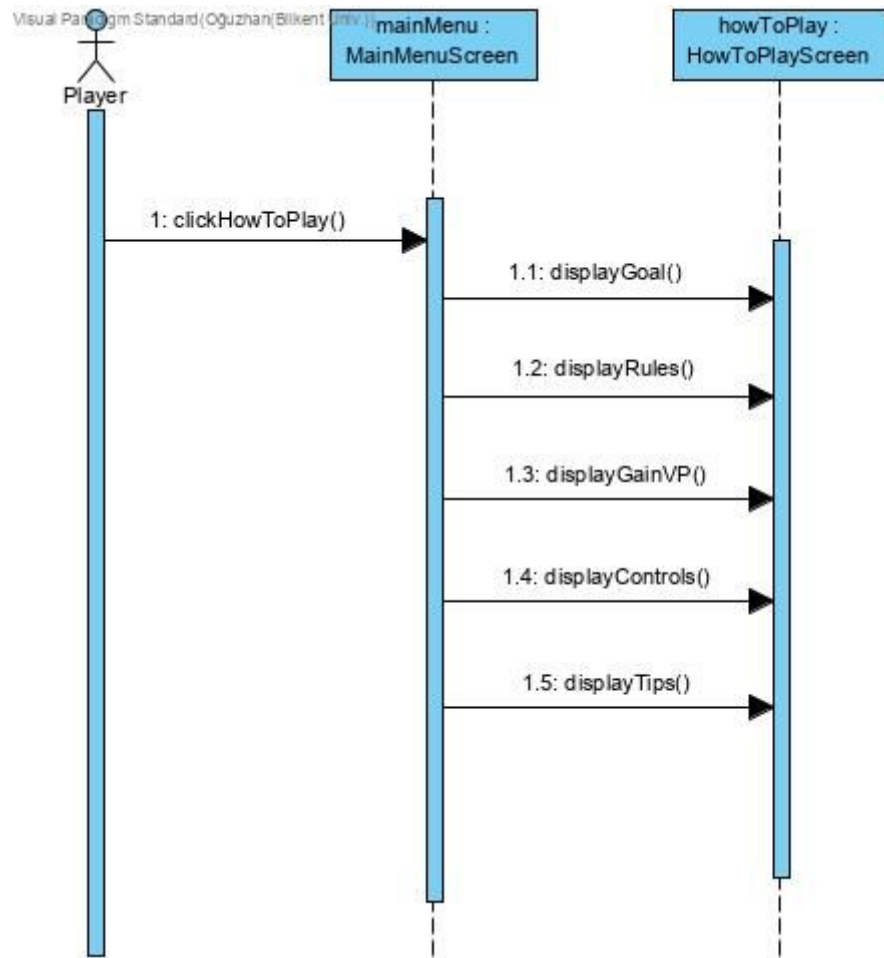 Visual Paradigm Standard(Oğuzhan(Bilkent Univ.))
mainMenu :
MainMenuScreen
howToPlay :
HowToPlayScreen
Player
1: clickHowToPlay()
1.1: displayGoal()
1.2: displayRules()
1.3: displayGainVP()
1.4: displayControls()
1.5: displayTips()